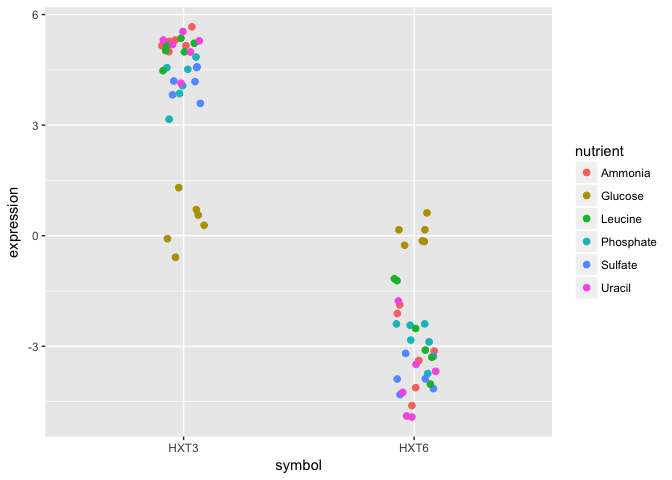 6
3
0
-3
expression
HXT3
HXT6
symbol
nutrient
Ammonia
Glucose
Leucine
Phosphate
Sulfate
Uracil